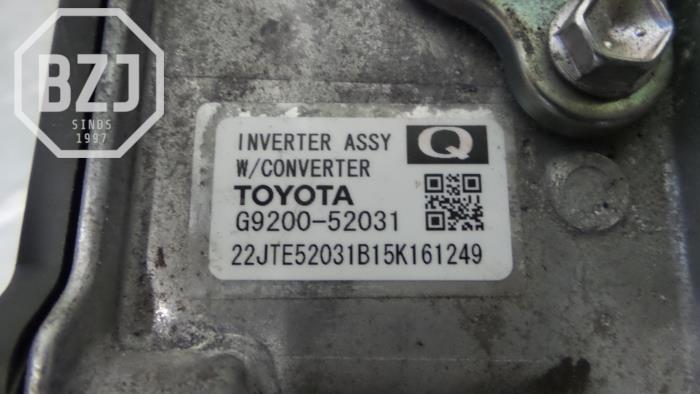 BZJ
SINDS
1997
INVERTER ASSY
Q
W/CONVERTER
TOYOTA
G9200-52031
22JTE52031B15K161249